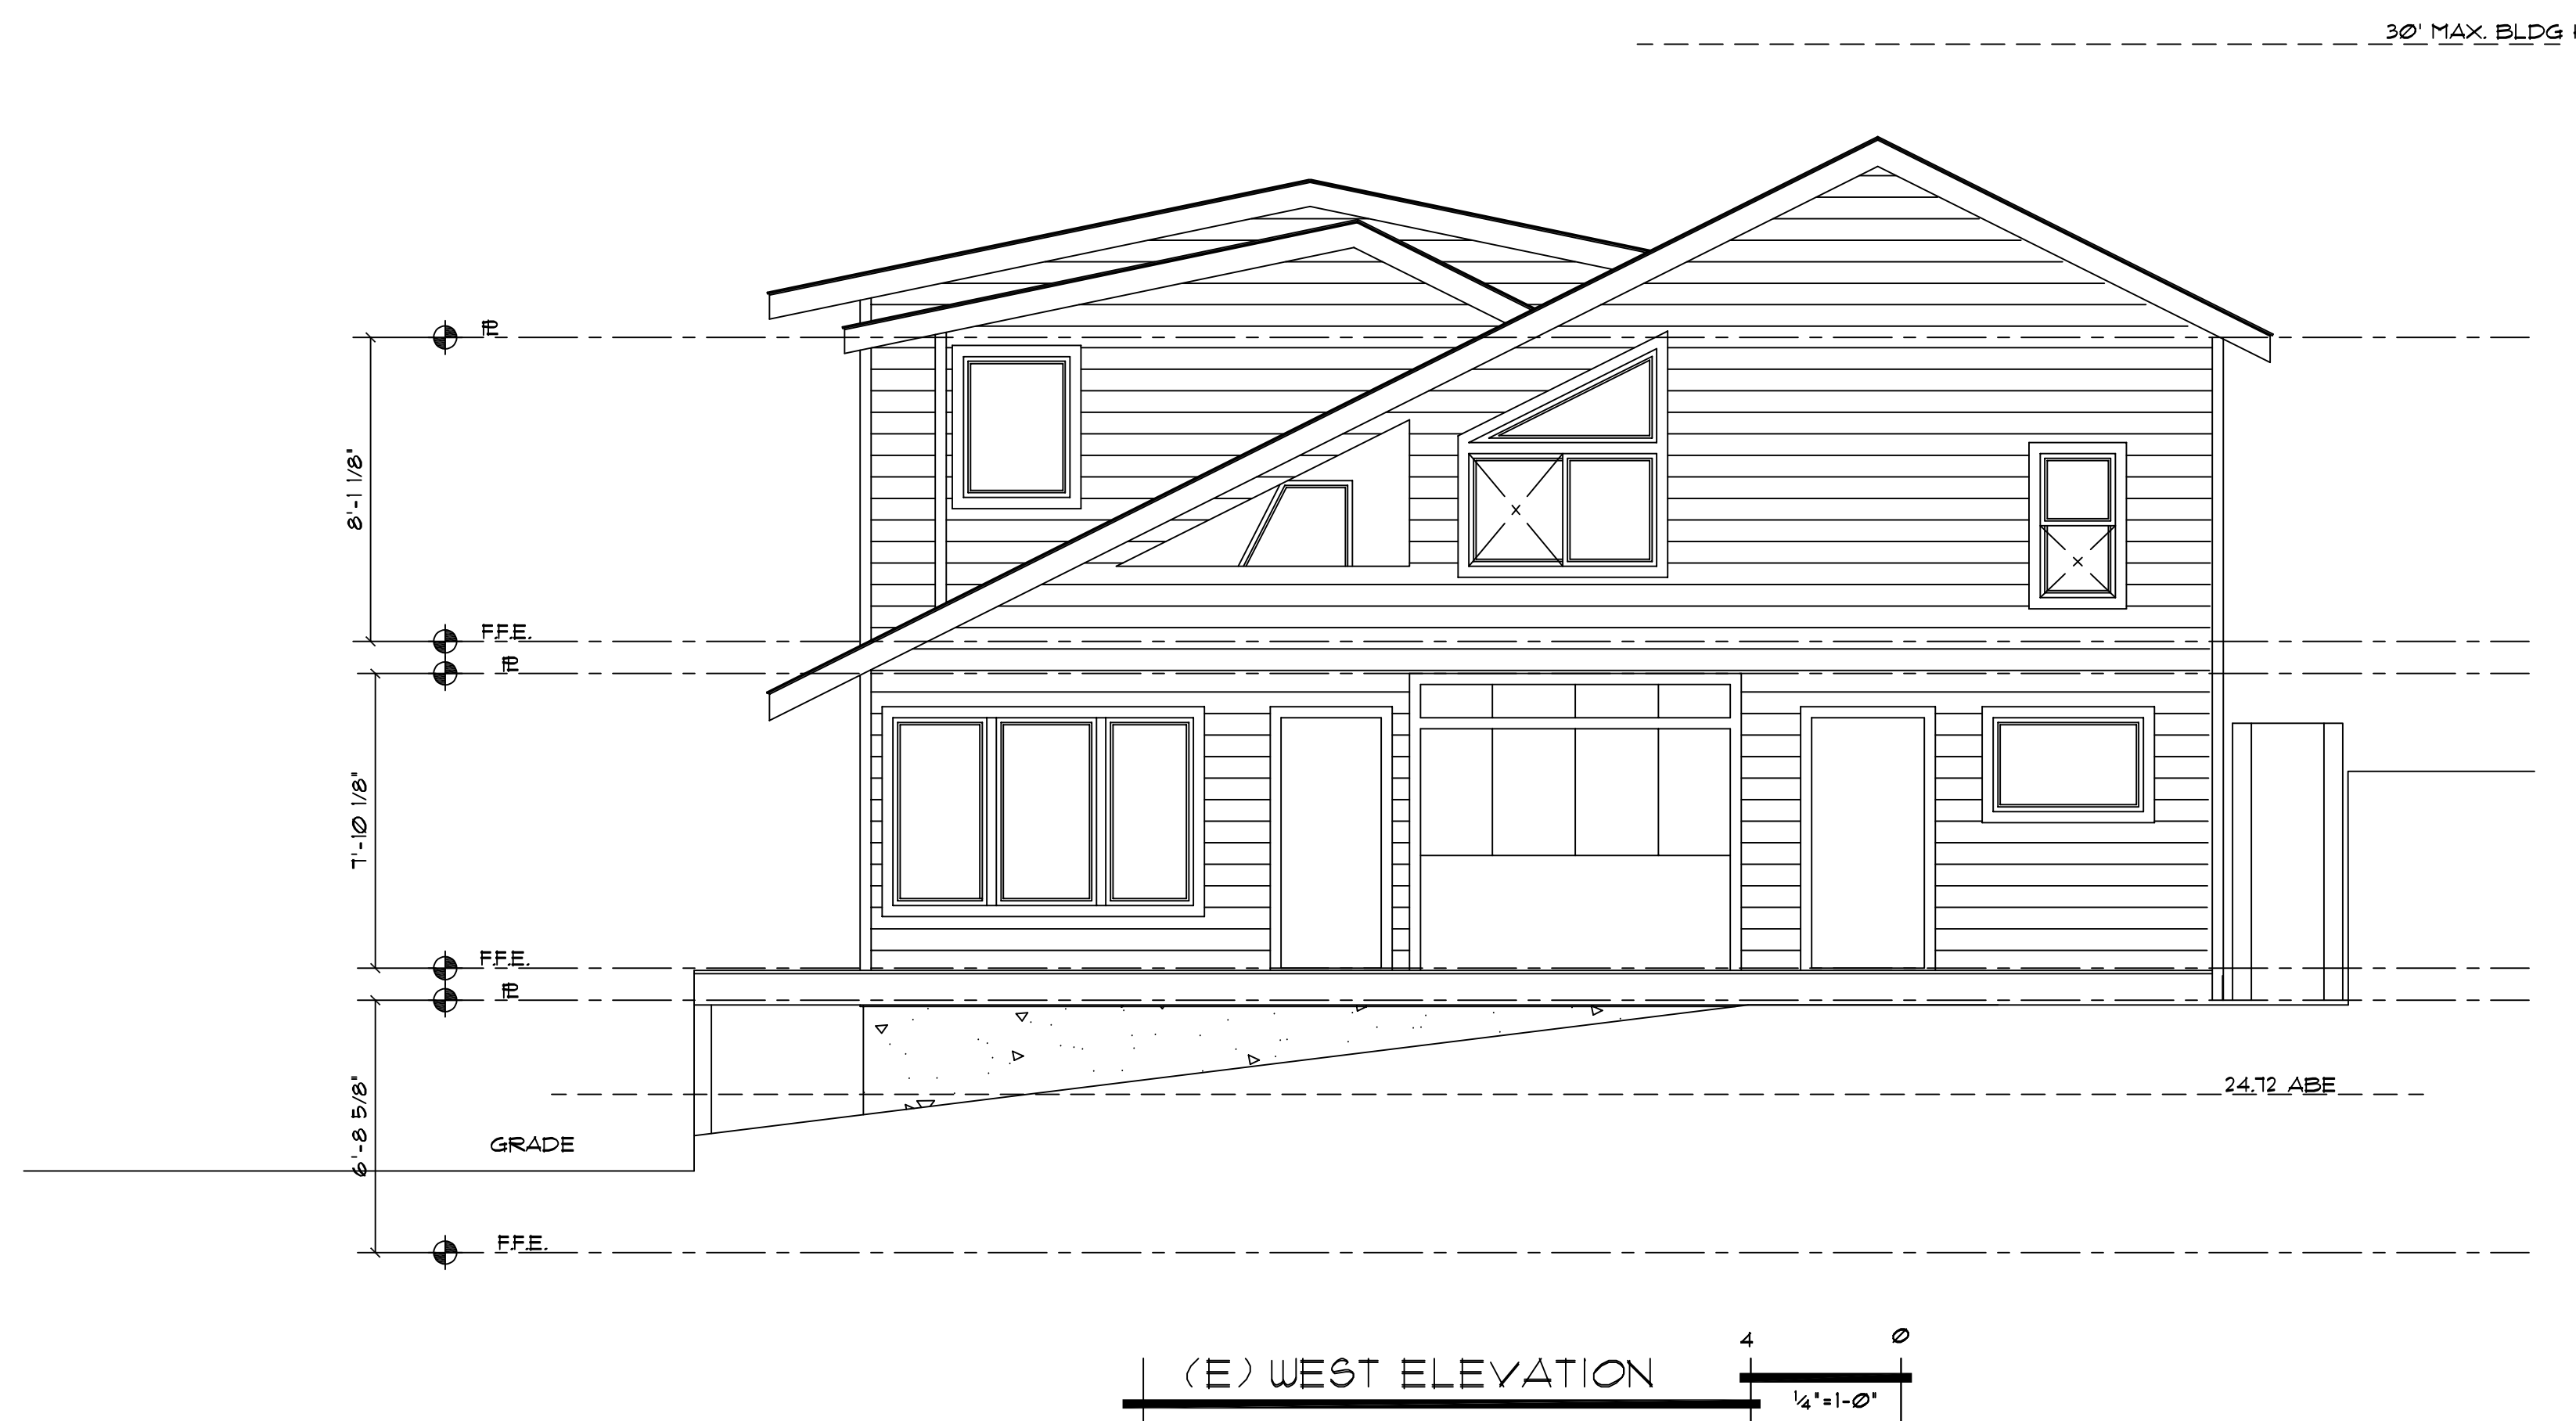 30' MAX. BLDG
PL
8'-1 1/8"
F.F.E.
PL
7'-10 1/8"
F.F.E.
PL
24.72 ABE
6'-8 5/8"
GRADE
F.F.E.
4 0
(E) WEST ELEVATION
1/4"=1-0"